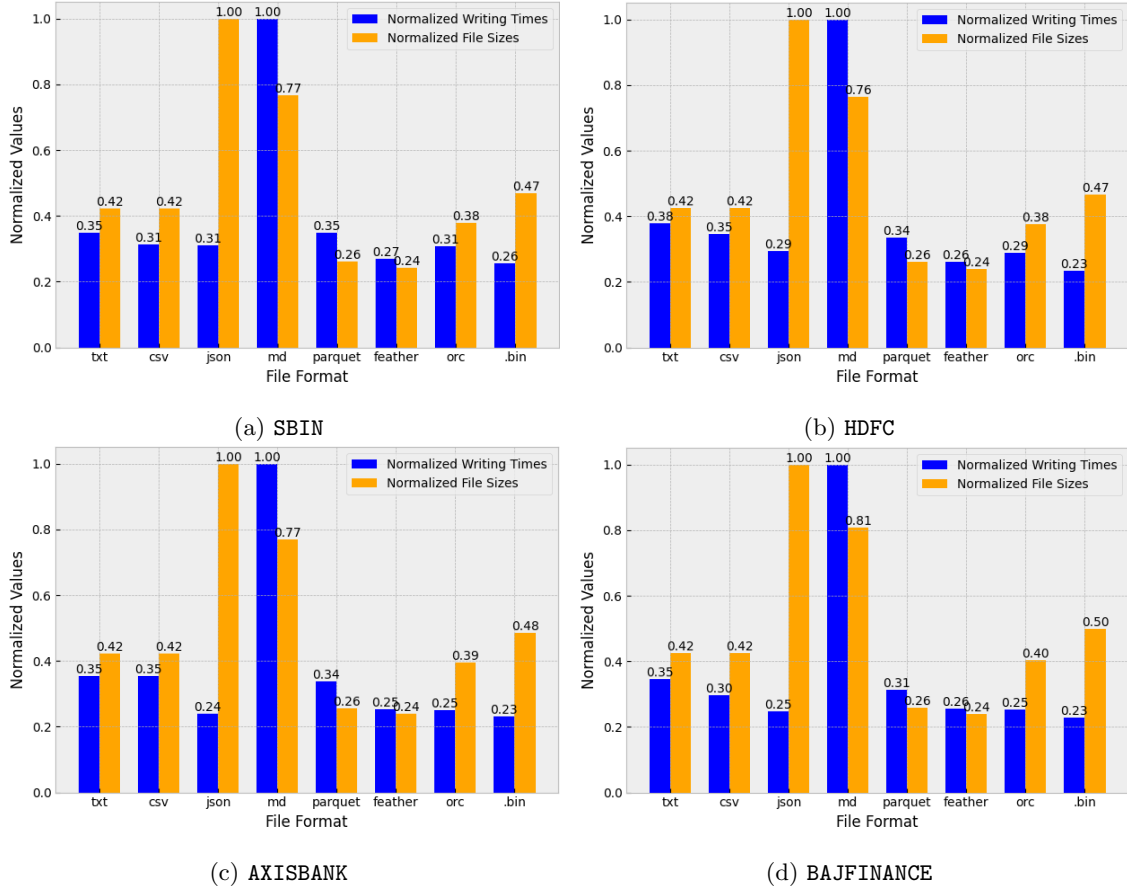 1.00 1.00
1.0
Normalized Writing Times
Normalized File Sizes
0.8
0.77
0.6
Normalized Values
0.47
0.42 0.42
0.4
0.38
0.35 0.31 0.31 0.35 0.31
0.26 0.27 0.24 0.26
0.2
0.0
txt csv json md parquet feather orc .bin
File Format
(a) SBIN
1.00 1.00
1.0
Normalized Writing Times
Normalized File Sizes
0.8
0.76
0.6
Normalized Values
0.47
0.42 0.42
0.4
0.38 0.38
0.35 0.29 0.34 0.29
0.26 0.26 0.24 0.23
0.2
0.0
txt csv json md parquet feather orc .bin
File Format
(b) HDFC
1.00 1.00
1.0
Normalized Writing Times
Normalized File Sizes
0.8
0.77
0.6
Normalized Values
0.48
0.42 0.42
0.4
0.39
0.35 0.35 0.34
0.24 0.26 0.25 0.24 0.25 0.23
0.2
0.0
txt csv json md parquet feather orc .bin
File Format
(c) AXISBANK
1.00 1.00
1.0
Normalized Writing Times
Normalized File Sizes
0.8
0.81
0.6
Normalized Values
0.50
0.42 0.42
0.4
0.40
0.35 0.30 0.31
0.25 0.26 0.26 0.24 0.25 0.23
0.2
0.0
txt csv json md parquet feather orc .bin
File Format
(d) BAJFINANCE